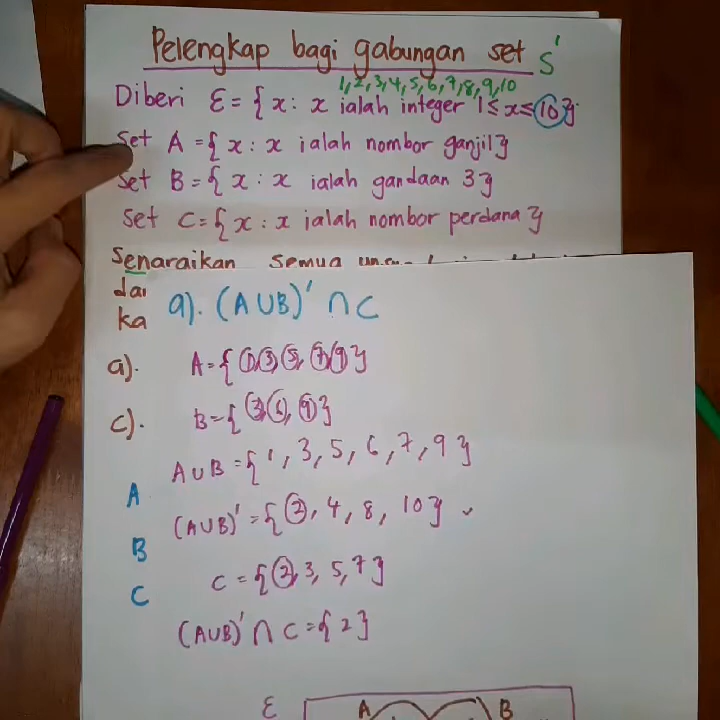 Pelengkap bagi gabungan set S'
1, 2, 3, 4, 5, 6, 7, 8, 9, 10
Diberi ξ = { x : x ialah integer 1 ≤ x ≤ 10 }
Set A = { x : x ialah nombor ganjil }
Set B = { x : x ialah gandaan 3 }
Set C = { x : x ialah nombor perdana }
Senaraikan semua
a). (A ∪ B)' ∩ C
a). A = { 1, 3, 5, 7, 9 }
c). B = { 3, 6, 9 }
A ∪ B = { 1, 3, 5, 6, 7, 9 }
A (A ∪ B)' = { 2, 4, 8, 10 }
B
C C = { 2, 3, 5, 7 }
(A ∪ B)' ∩ C = { 2 }
ξ A B